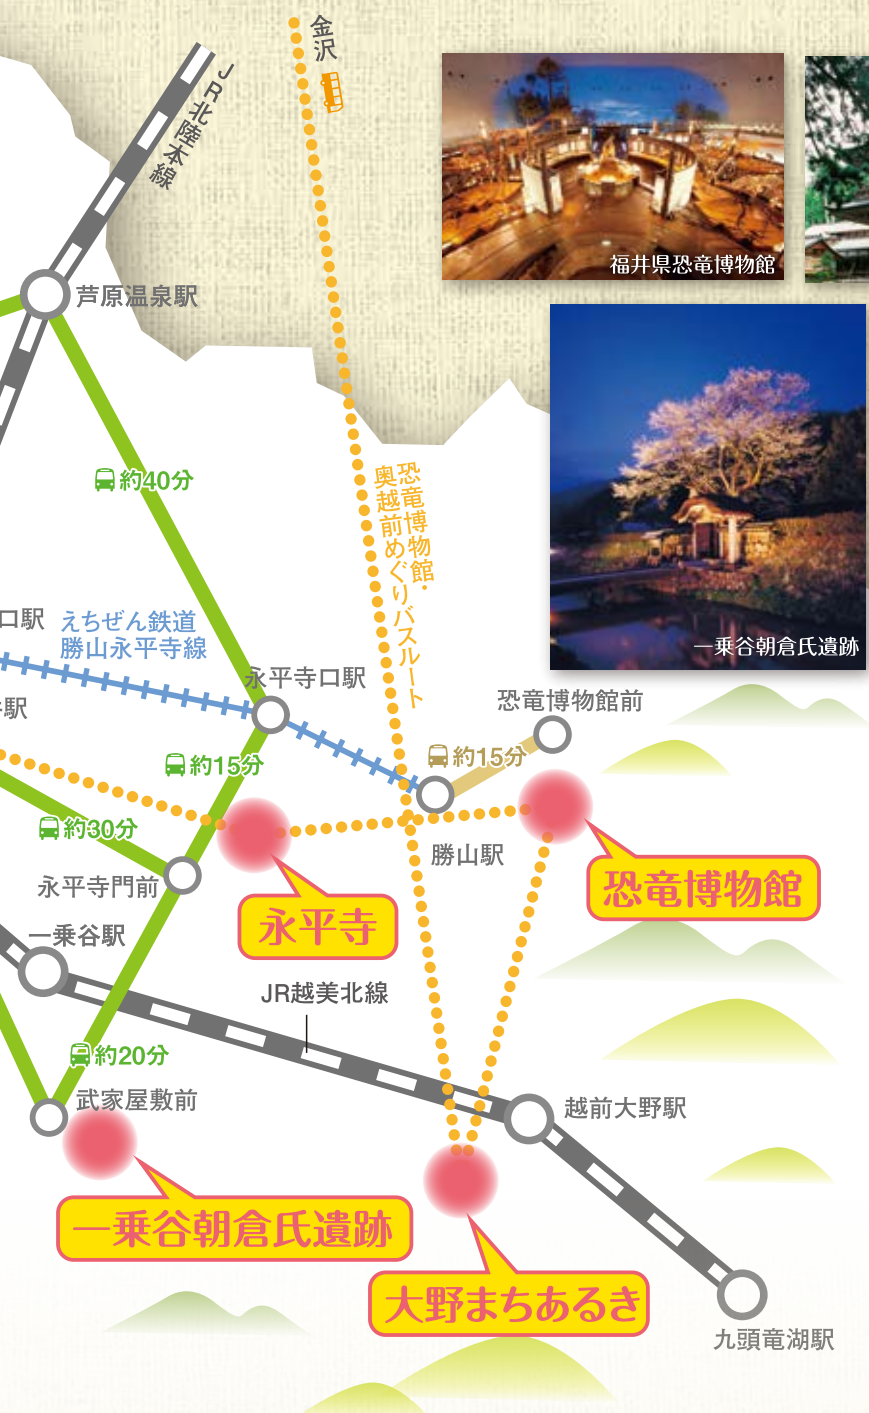 金沢
JR北陸本線
福井県恐竜博物館
芦原温泉駅
約40分
恐竜博物館・
奥越前めぐりバスルート
口駅
えちぜん鉄道
勝山永平寺線
一乗谷朝倉氏遺跡
永平寺口駅
恐竜博物館前
駅
約15分
約15分
約30分
勝山駅
永平寺門前
恐竜博物館
永平寺
一乗谷駅
JR越美北線
約20分
武家屋敷前
越前大野駅
一乗谷朝倉氏遺跡
大野まちあるき
九頭竜湖駅